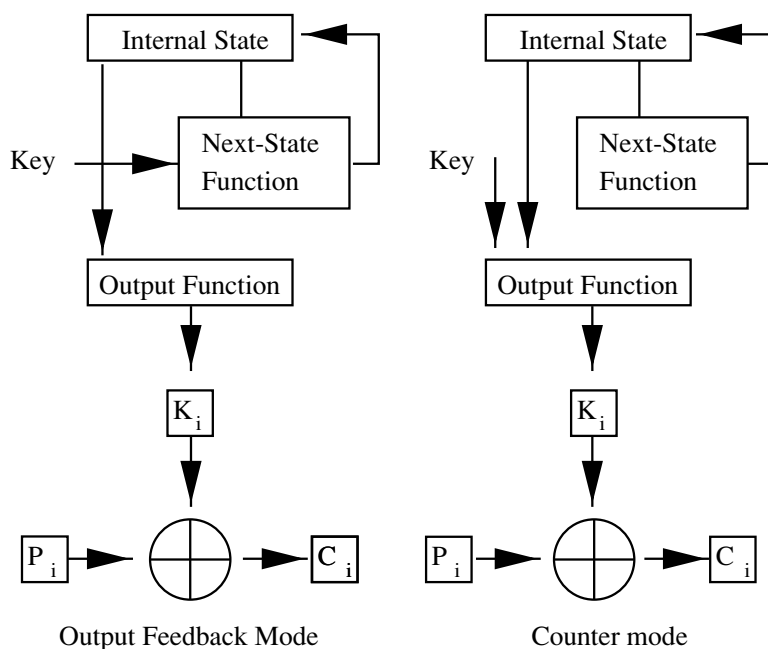 Internal State
Next-State
Function
Key
Output Function
K i
P i
C i
Output Feedback Mode
Internal State
Next-State
Function
Key
Output Function
K i
P i
C i
Counter mode